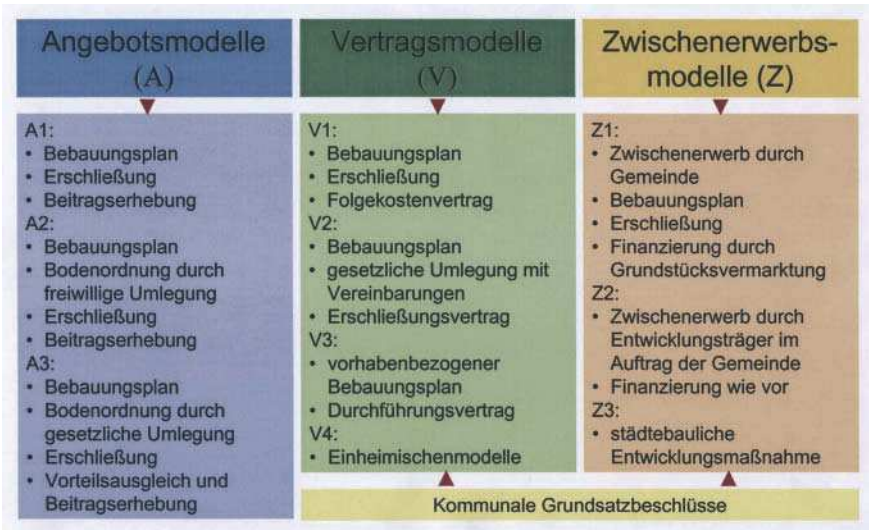 Angebotsmodelle
(A)
A1:
• Bebauungsplan
• Erschließung
• Beitragserhebung
A2:
• Bebauungsplan
• Bodenordnung durch
freiwillige Umlegung
• Erschließung
• Beitragserhebung
A3:
• Bebauungsplan
• Bodenordnung durch
gesetzliche Umlegung
• Erschließung
• Vorteilsausgleich und
Beitragserhebung
Vertragsmodelle
(V)
V1:
• Bebauungsplan
• Erschließung
• Folgekostenvertrag
V2:
• Bebauungsplan
• gesetzliche Umlegung mit
Vereinbarungen
• Erschließungsvertrag
V3:
• vorhabenbezogener
Bebauungsplan
• Durchführungsvertrag
V4:
• Einheimischenmodelle
Zwischenerwerbs-
modelle (Z)
Z1:
• Zwischenerwerb durch
Gemeinde
• Bebauungsplan
• Erschließung
• Finanzierung durch
Grundstücksvermarktung
Z2:
• Zwischenerwerb durch
Entwicklungsträger im
Auftrag der Gemeinde
• Finanzierung wie vor
Z3:
• städtebauliche
Entwicklungsmaßnahme
Kommunale Grundsatzbeschlüsse